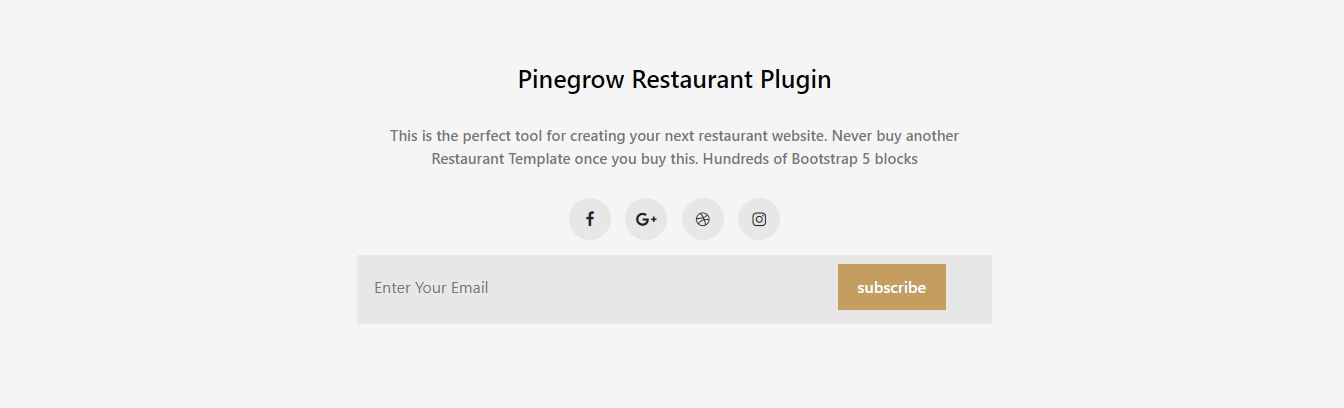 Pinegrow Restaurant Plugin
This is the perfect tool for creating your next restaurant website. Never buy another
Restaurant Template once you buy this. Hundreds of Bootstrap 5 blocks
Enter Your Email
subscribe